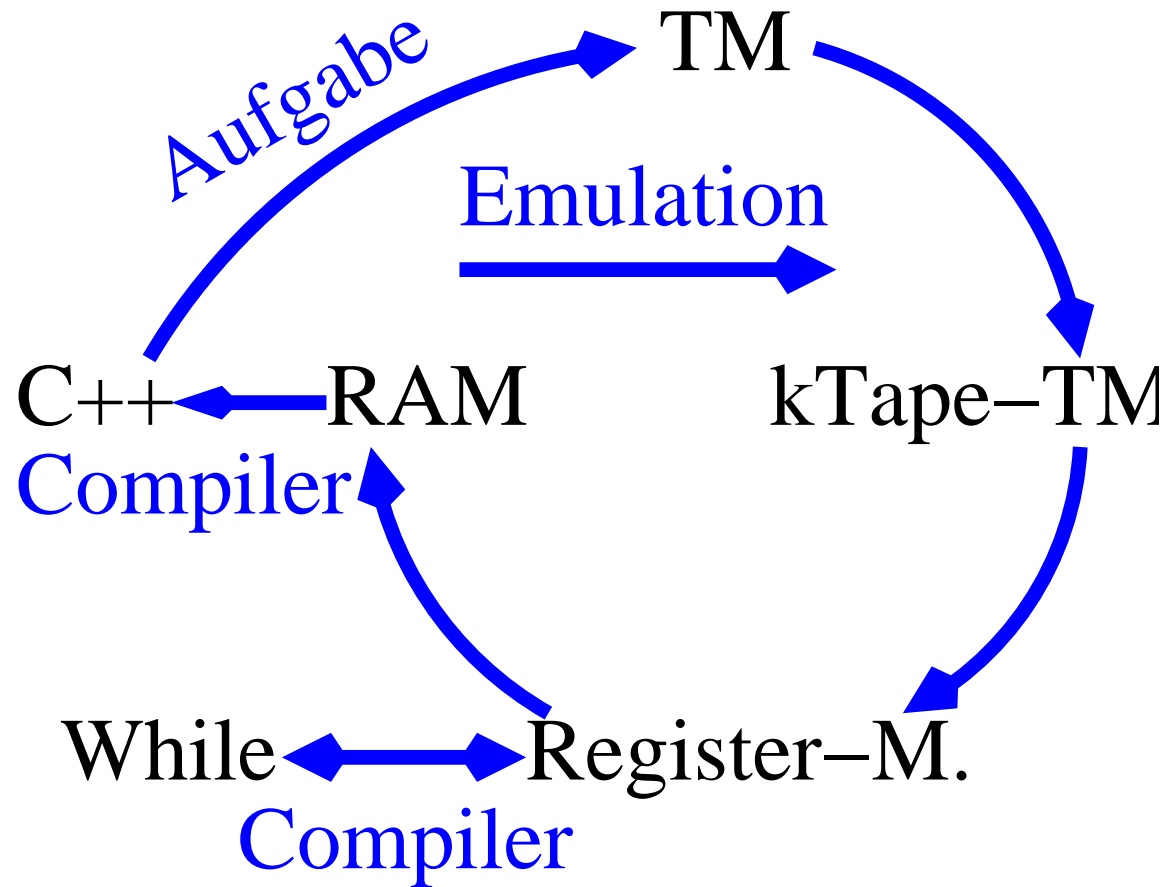 Aufgabe
TM
Emulation
C++
RAM
kTape–TM
Compiler
While
Register–M.
Compiler